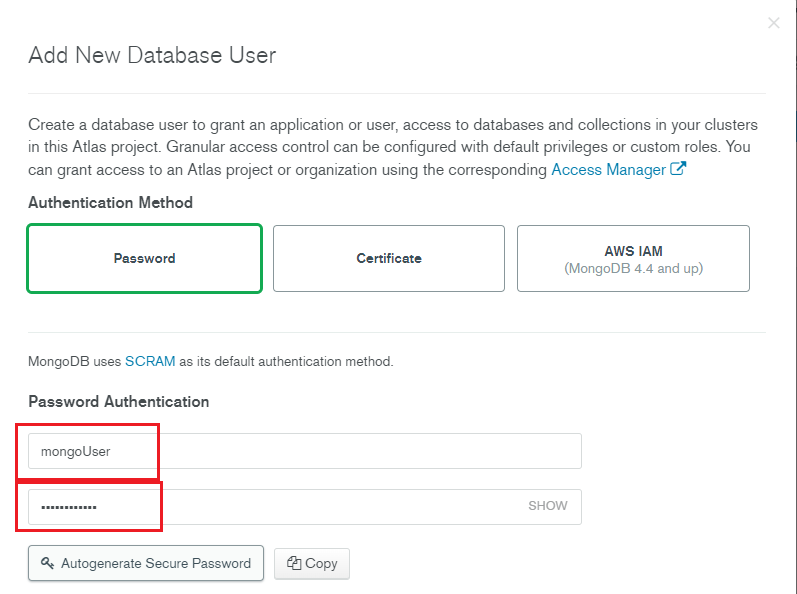 Add New Database User
Create a database user to grant an application or user, access to databases and collections in your clusters
in this Atlas project. Granular access control can be configured with default privileges or custom roles. You
can grant access to an Atlas project or organization using the corresponding Access Manager
Authentication Method
Password
Certificate
AWS IAM
(MongoDB 4.4 and up)
MongoDB uses SCRAM as its default authentication method.
Password Authentication
mongoUser
•••••••••••• SHOW
Autogenerate Secure Password
Copy